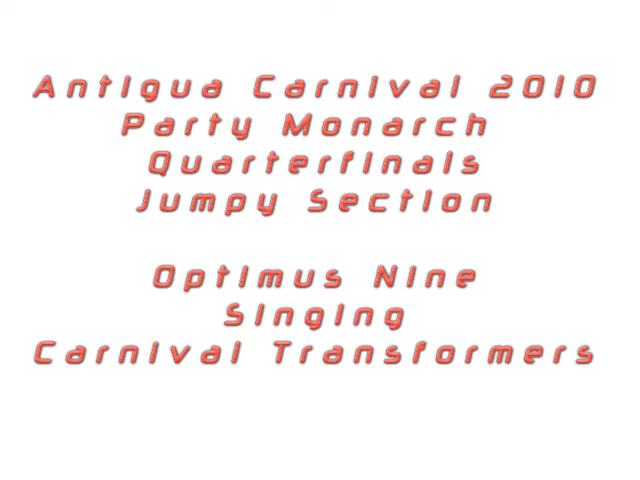 Antigua Carnival 2010
Party Monarch
Quarterfinals
Jumpy Section
Optimus Nine
Singing
Carnival Transformers